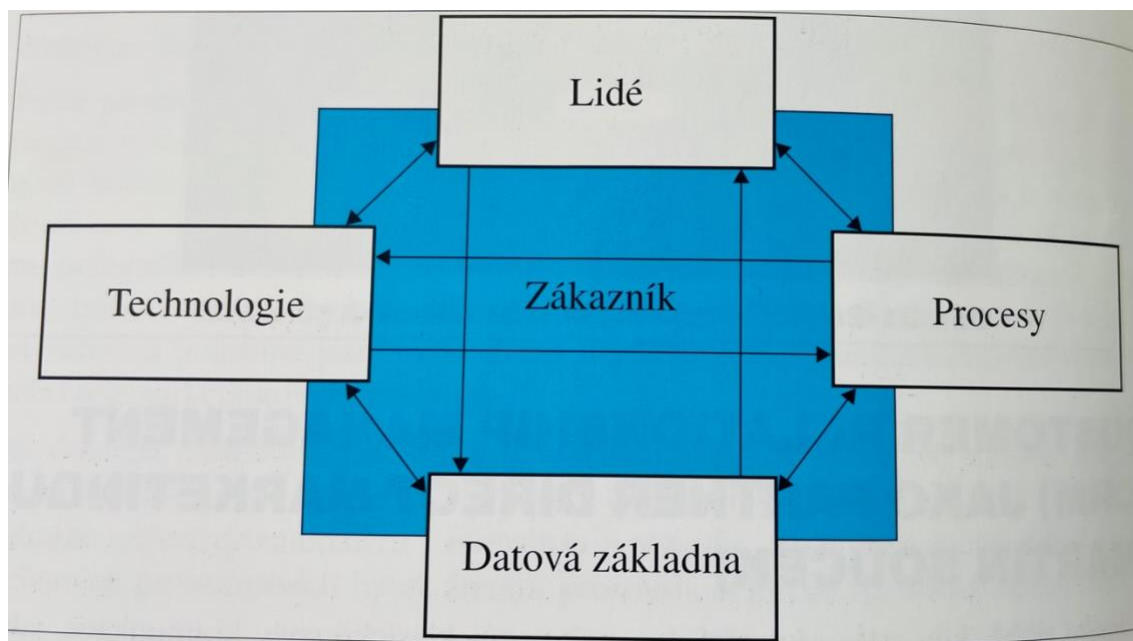 Lidé
Technologie
Zákazník
Procesy
Datová základna